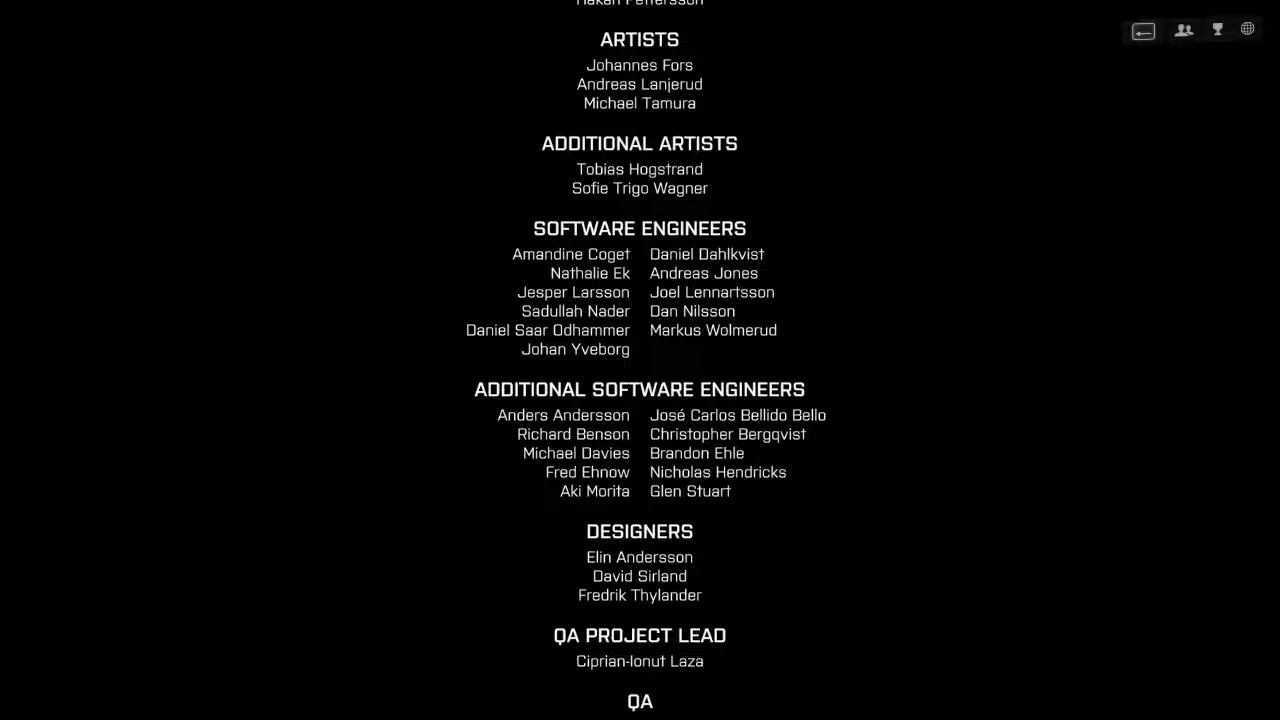 Håkan Pettersson
ARTISTS
Johannes Fors
Andreas Lanjerud
Michael Tamura
ADDITIONAL ARTISTS
Tobias Hogstrand
Sofie Trigo Wagner
SOFTWARE ENGINEERS
Amandine Coget Daniel Dahlkvist
Nathalie Ek Andreas Jones
Jesper Larsson Joel Lennartsson
Sadullah Nader Dan Nilsson
Daniel Saar Odhammer Markus Wolmerud
Johan Yveborg
ADDITIONAL SOFTWARE ENGINEERS
Anders Andersson José Carlos Bellido Bello
Richard Benson Christopher Bergqvist
Michael Davies Brandon Ehle
Fred Ehnow Nicholas Hendricks
Aki Morita Glen Stuart
DESIGNERS
Elin Andersson
David Sirland
Fredrik Thylander
QA PROJECT LEAD
Ciprian-Ionut Laza
QA